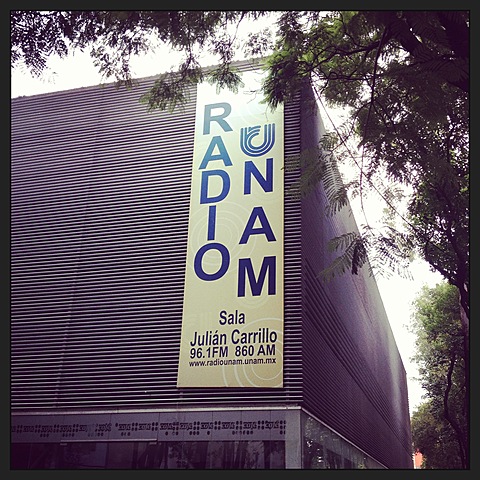 RADIO
UNAM
Sala
Julián Carrillo
96.1FM 860 AM
www.radiounam.unam.mx